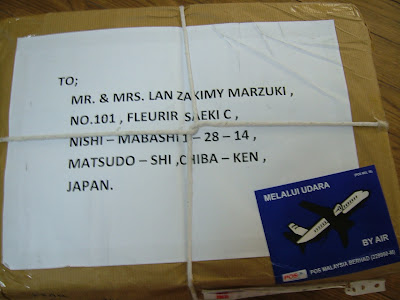 TO;
MR. & MRS. LAN ZAKIMY MARZUKI ,
NO.101 , FLEURIR SAEKI C ,
NISHI – MABASHI 1 – 28 – 14 ,
MATSUDO – SHI ,CHIBA – KEN ,
JAPAN.
MELALUI UDARA
BY AIR
POS MALAYSIA BERHAD